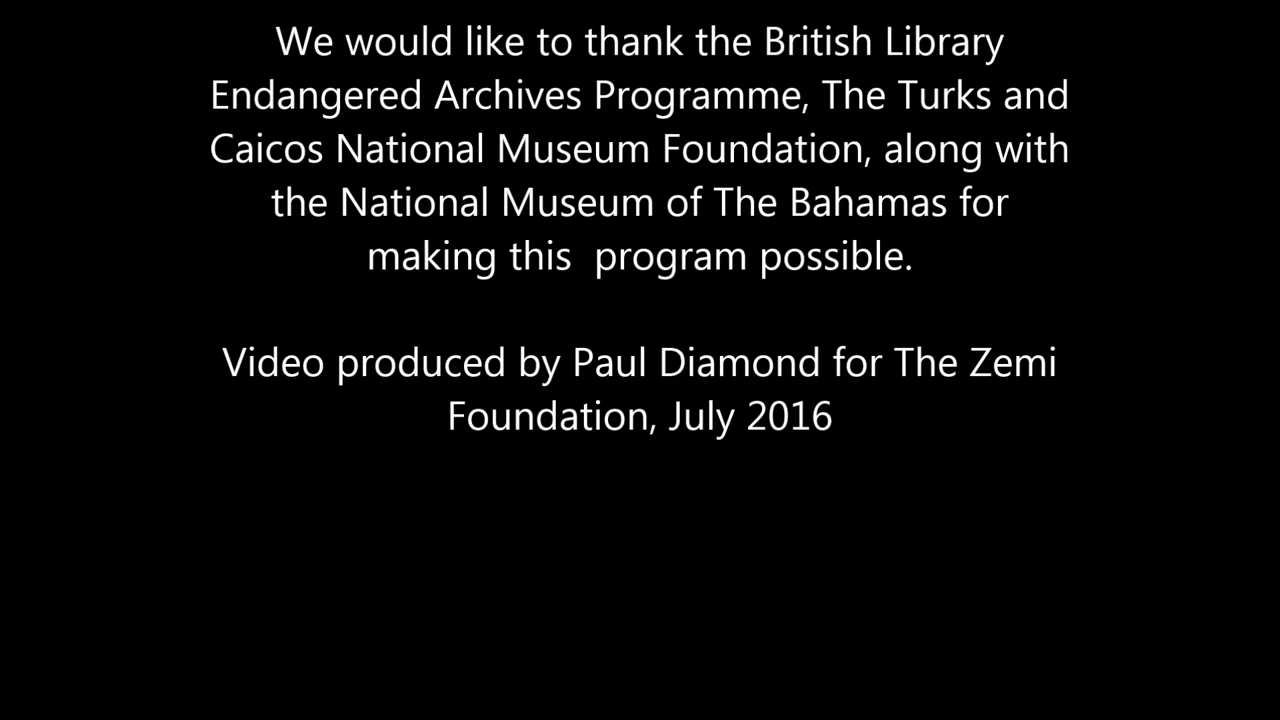 We would like to thank the British Library
Endangered Archives Programme, The Turks and
Caicos National Museum Foundation, along with
the National Museum of The Bahamas for
making this  program possible.
Video produced by Paul Diamond for The Zemi
Foundation, July 2016